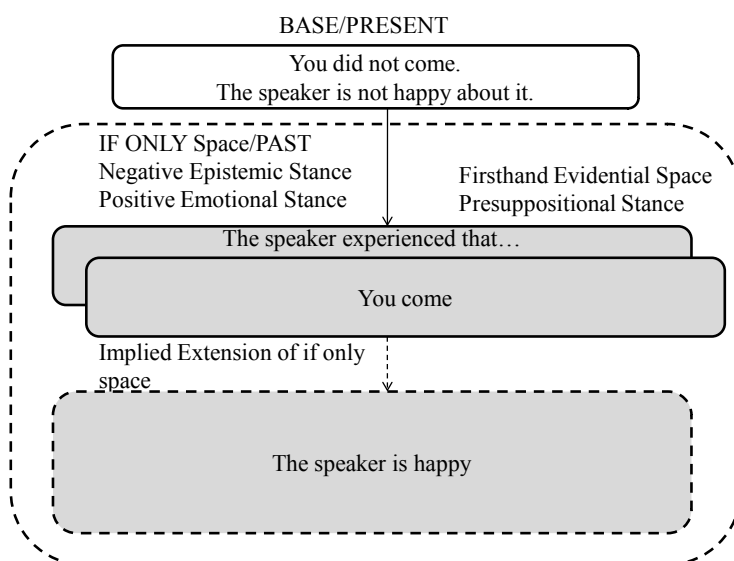 BASE/PRESENT
You did not come.
The speaker is not happy about it.
IF ONLY Space/PAST
Negative Epistemic Stance
Positive Emotional Stance
Firsthand Evidential Space
Presuppositional Stance
The speaker experienced that…
You come
Implied Extension of if only
space
The speaker is happy